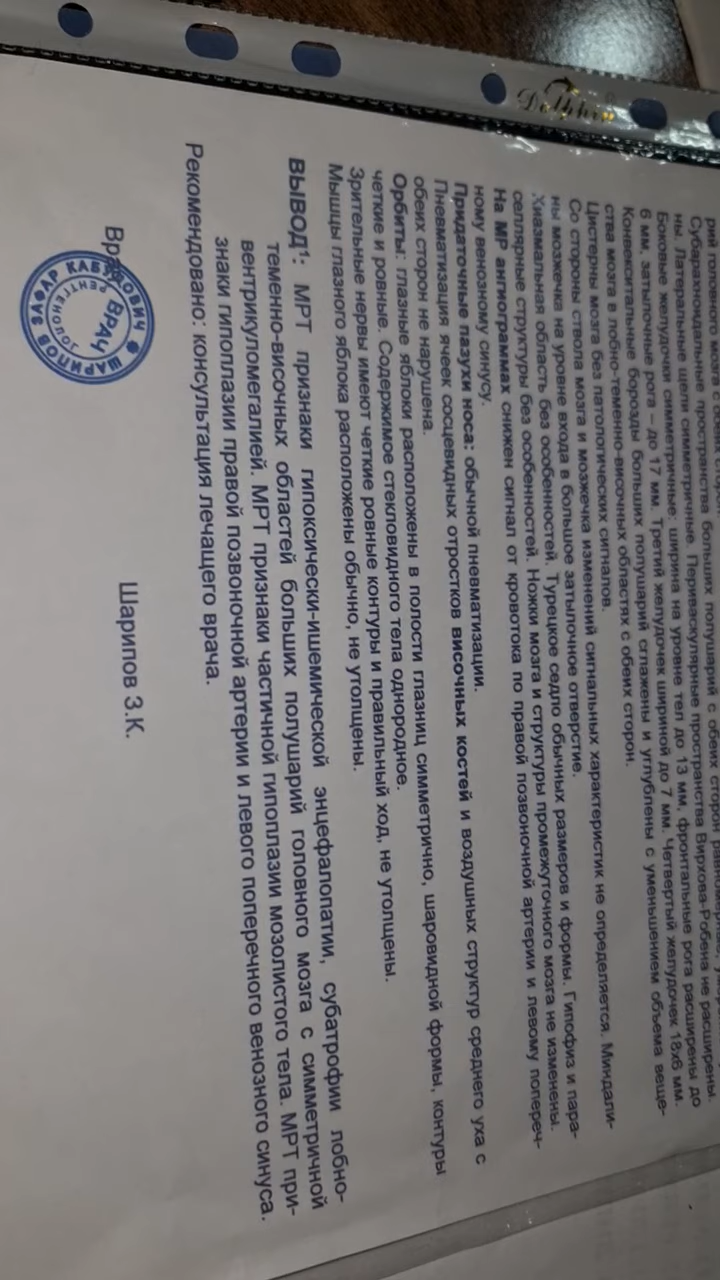 Dolphin
рий головного мозга с обеих сторон
Субарахноидальные пространства больших полушарий с обеих сторон
ны. Латеральные щели симметричные. Периваскулярные пространства Вирхова-Робена не расширены.
Боковые желудочки симметричные: ширина на уровне тел до 13 мм, фронтальные рога расширены до
6 мм, затылочные рога – до 17 мм. Третий желудочек шириной до 7 мм. Четвертый желудочек 18х6 мм.
Конвекситальные борозды больших полушарий сглажены и углублены с уменьшением объема веще-
ства мозга в лобно-теменно-височных областях с обеих сторон.
Цистерны мозга без патологических сигналов.
Со стороны ствола мозга и мозжечка изменений сигнальных характеристик не определяется. Миндали-
ны мозжечка на уровне входа в большое затылочное отверстие.
Хиазмальная область без особенностей. Турецкое седло обычных размеров и формы. Гипофиз и пара-
селлярные структуры без особенностей. Ножки мозга и структуры промежуточного мозга не изменены.
На МР ангиограммах снижен сигнал от кровотока по правой позвоночной артерии и левому попереч-
ному венозному синусу.
Придаточные пазухи носа: обычной пневматизации.
Пневматизация ячеек сосцевидных отростков височных костей и воздушных структур среднего уха с
обеих сторон не нарушена.
Орбиты: глазные яблоки расположены в полости глазниц симметрично, шаровидной формы, контуры
четкие и ровные. Содержимое стекловидного тела однородное.
Зрительные нервы имеют четкие ровные контуры и правильный ход, не утолщены.
Мышцы глазного яблока расположены обычно, не утолщены.
ВЫВОД¹: МРТ признаки гипоксически-ишемической энцефалопатии, субатрофии лобно-
теменно-височных областей больших полушарий головного мозга с симметричной
вентрикуломегалией. МРТ признаки частичной гипоплазии мозолистого тела. МРТ при-
знаки гипоплазии правой позвоночной артерии и левого поперечного венозного синуса.
Рекомендовано: консультация лечащего врача.
Шарипов З.К.
ШАРИПОВ ЗАФАР КАБУДОВИЧ
ВРАЧ